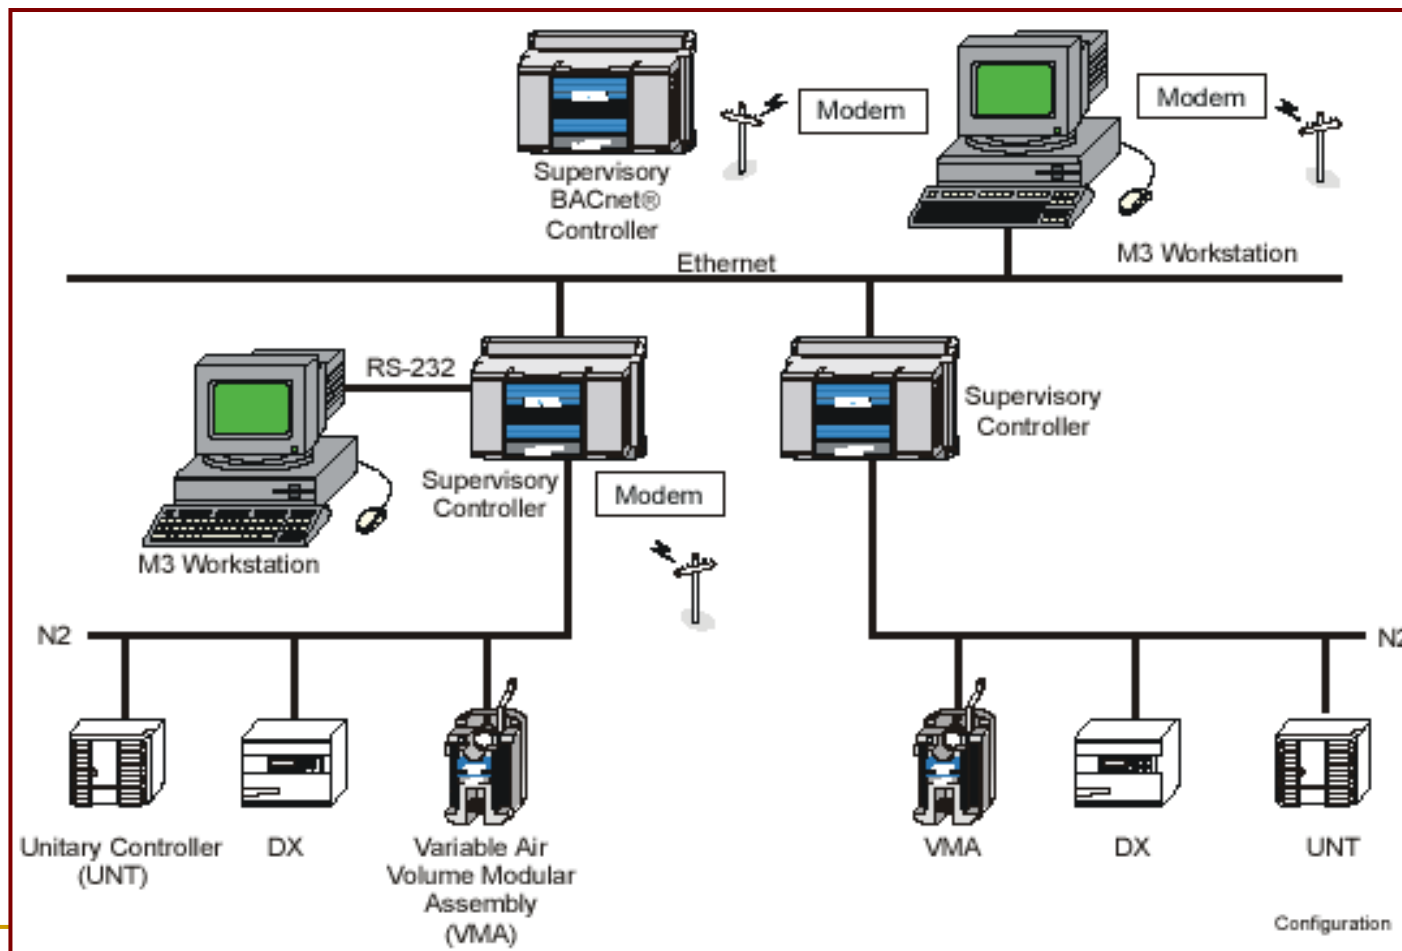 Modem
Modem
Supervisory
BACnet®
Controller
M3 Workstation
Ethernet
RS-232
Supervisory
Controller
Supervisory
Controller
Modem
M3 Workstation
N2
N2
Unitary Controller
(UNT)
DX
Variable Air
Volume Modular
Assembly
(VMA)
VMA
DX
UNT
Configuration